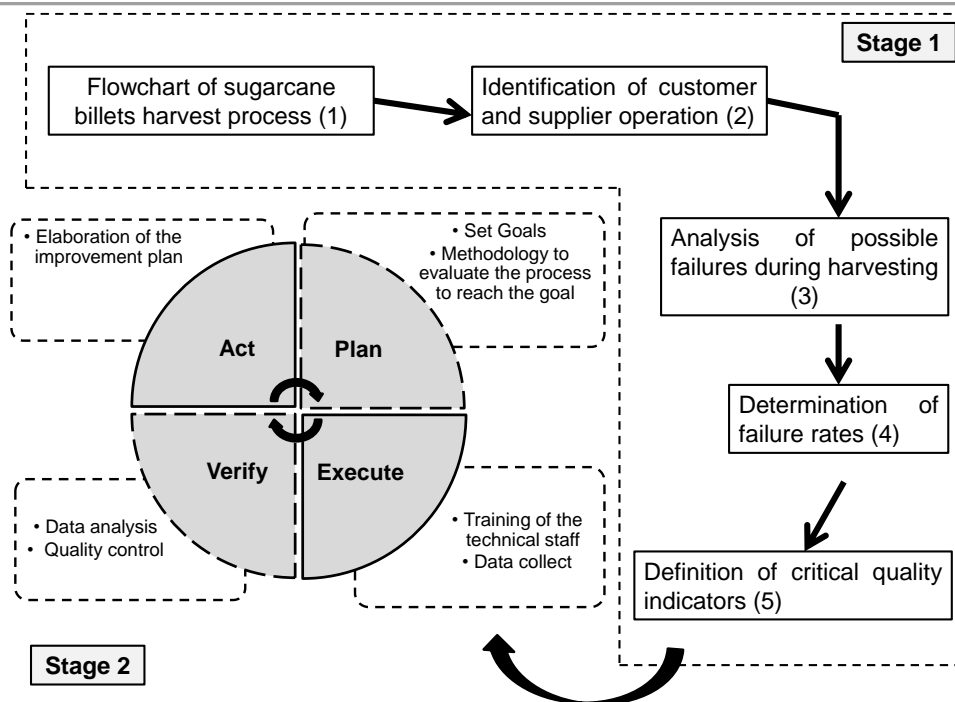 Stage 1
Flowchart of sugarcane
billets harvest process (1)
Identification of customer
and supplier operation (2)
Analysis of possible
failures during harvesting
(3)
Determination of
failure rates (4)
Definition of critical quality
indicators (5)
• Elaboration of the
improvement plan
• Set Goals
• Methodology to
evaluate the process
to reach the goal
Act
Plan
Verify
Execute
• Data analysis
• Quality control
• Training of the
technical staff
• Data collect
Stage 2